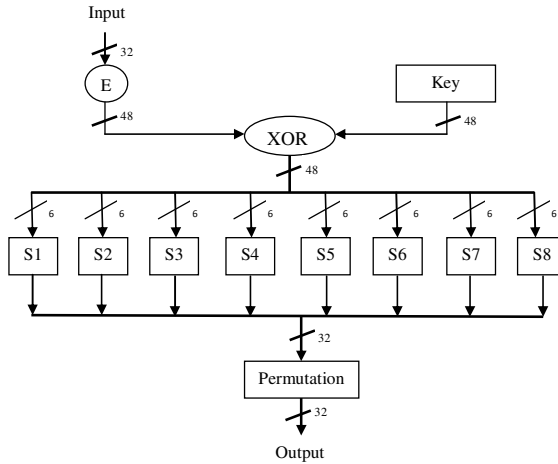 Input
32
E
Key
48
XOR
48
48
6 6 6 6 6 6 6 6
S1 S2 S3 S4 S5 S6 S7 S8
32
Permutation
32
Output